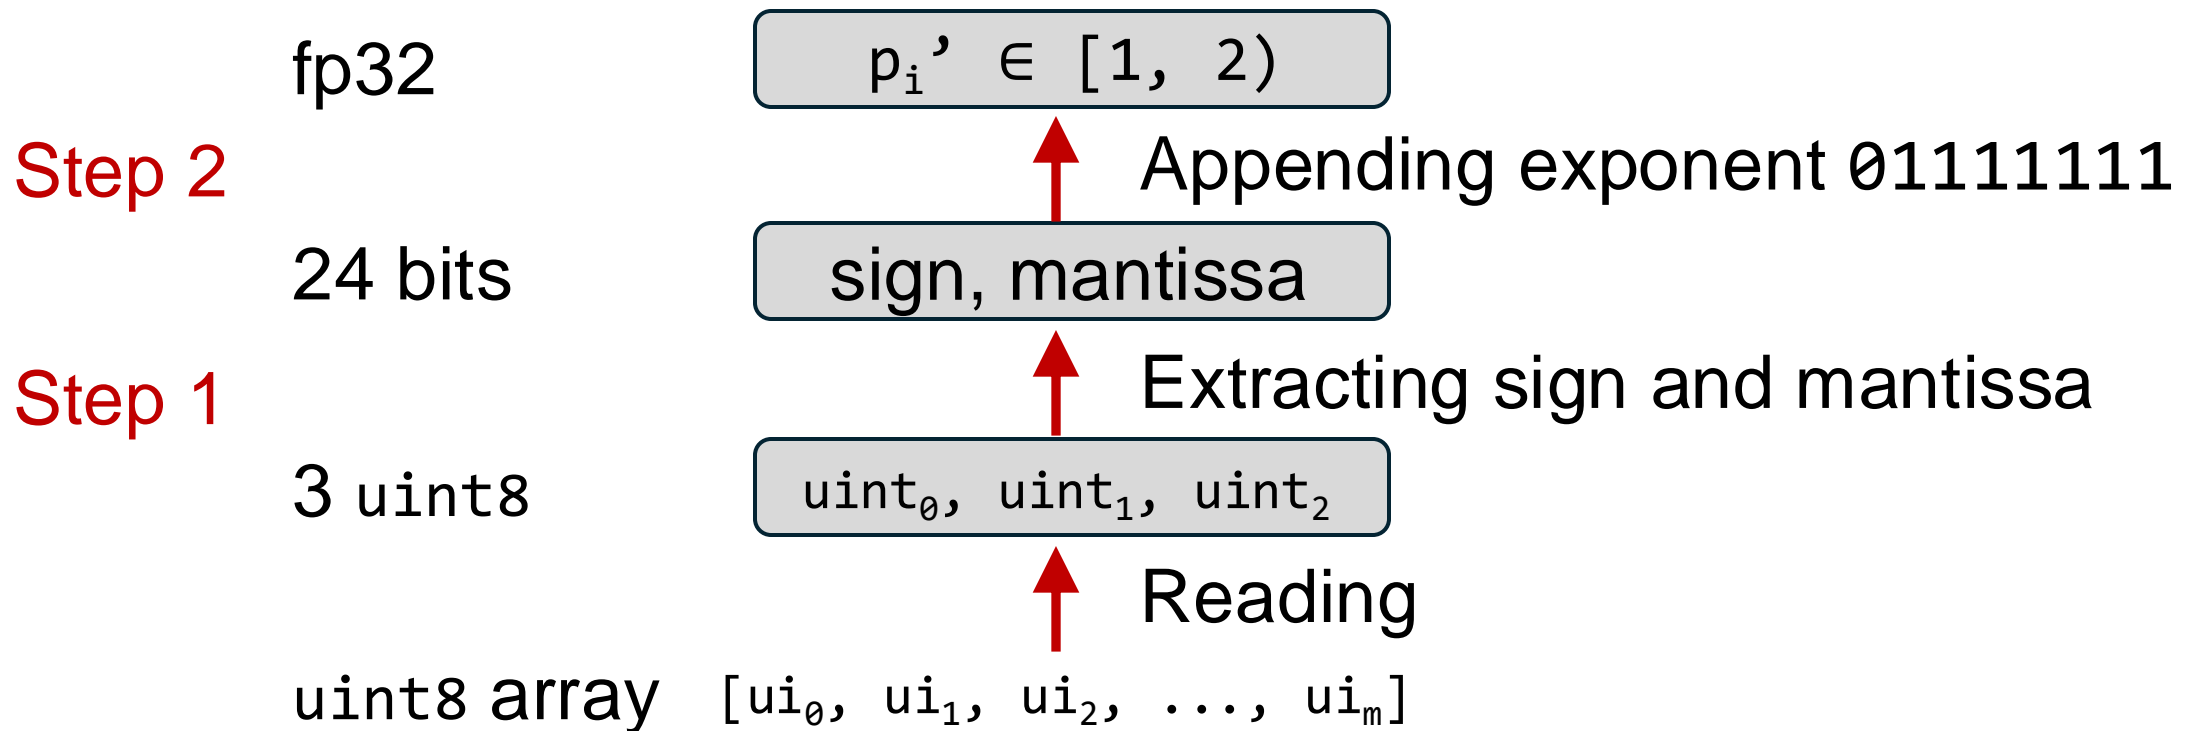 fp32 pᵢ’ ∈ [1, 2)
Step 2 Appending exponent 01111111
24 bits sign, mantissa
Step 1 Extracting sign and mantissa
3 uint8 uint₀, uint₁, uint₂
Reading
uint8 array [ui₀, ui₁, ui₂, ..., uiₘ]